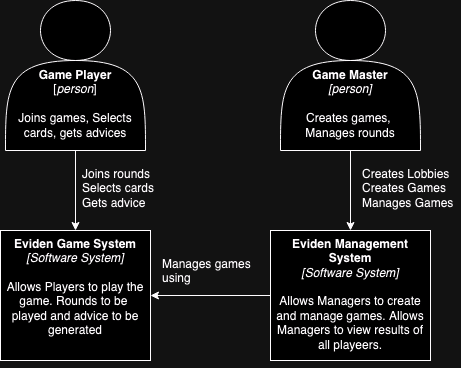 Game Player
[person]
Joins games, Selects
cards, gets advices
Game Master
[person]
Creates games,
Manages rounds
Joins rounds
Selects cards
Gets advice
Creates Lobbies
Creates Games
Manages Games
Eviden Game System
[Software System]
Allows Players to play the
game. Rounds to be
played and advice to be
generated
Manages games
using
Eviden Management
System
[Software System]
Allows Managers to create
and manage games. Allows
Managers to view results of
all playeers.